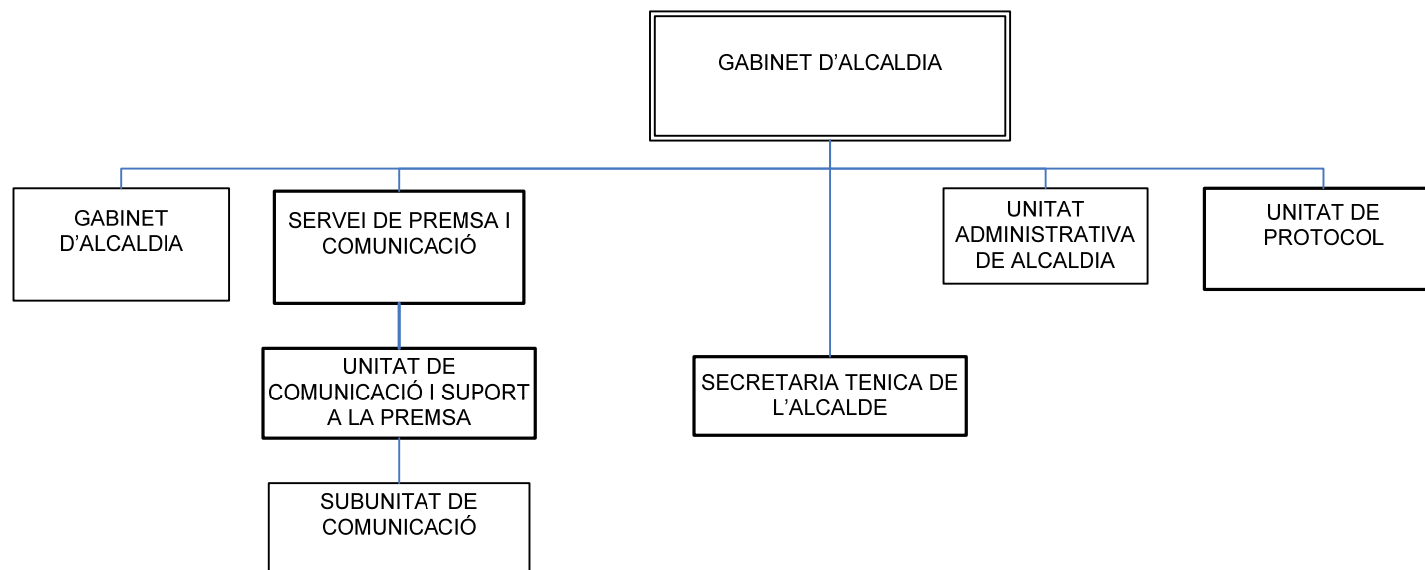 GABINET D'ALCALDIA
GABINET
D'ALCALDIA
SERVEI DE PREMSA I
COMUNICACIÓ
UNITAT
ADMINISTRATIVA
DE ALCALDIA
UNITAT DE
PROTOCOL
UNITAT DE
COMUNICACIÓ I SUPORT
A LA PREMSA
SECRETARIA TENICA DE
L'ALCALDE
SUBUNITAT DE
COMUNICACIÓ